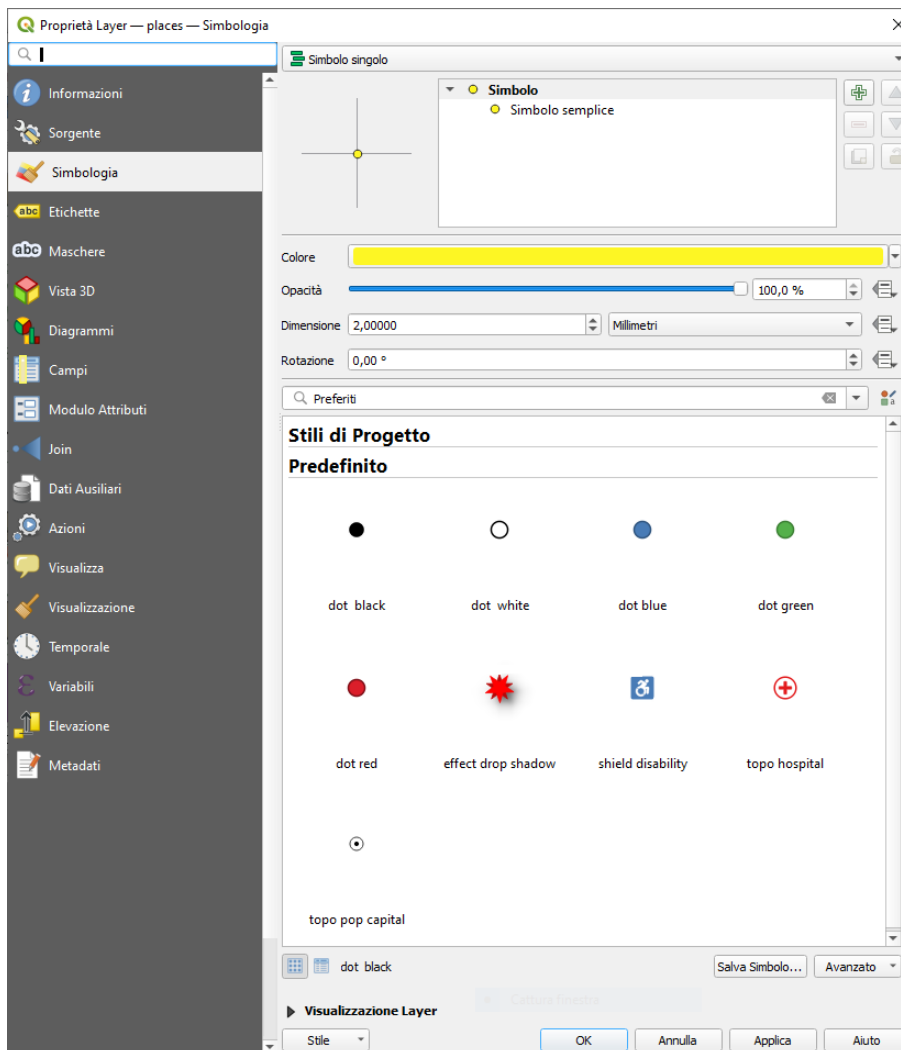 Proprietà Layer — places — Simbologia
Simbolo singolo
Informazioni
Sorgente
Simbologia
abc Etichette
abc Maschere
Vista 3D
Diagrammi
Campi
Modulo Attributi
Join
Dati Ausiliari
Azioni
Visualizza
Visualizzazione
Temporale
Variabili
Elevazione
Metadati
Simbolo
Simbolo semplice
Colore
Opacità 100,0 %
Dimensione 2,00000 Millimetri
Rotazione 0,00 °
Preferiti
Stili di Progetto
Predefinito
dot black dot white dot blue dot green
dot red effect drop shadow shield disability topo hospital
topo pop capital
dot black Salva Simbolo... Avanzato
Cattura Finestra
Visualizzazione Layer
Stile OK Annulla Applica Aiuto